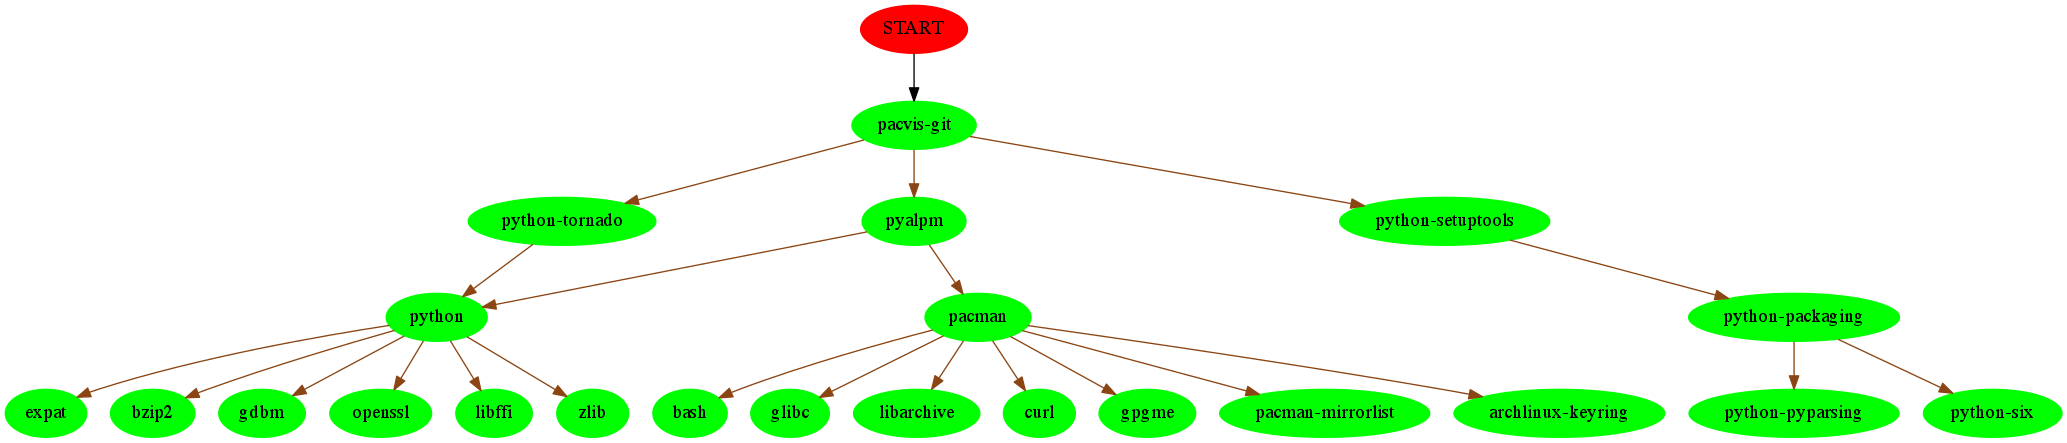 START
pacvis-git
python-tornado
pyalpm
python-setuptools
python
pacman
python-packaging
expat
bzip2
gdbm
openssl
libffi
zlib
bash
glibc
libarchive
curl
gpgme
pacman-mirrorlist
archlinux-keyring
python-pyparsing
python-six